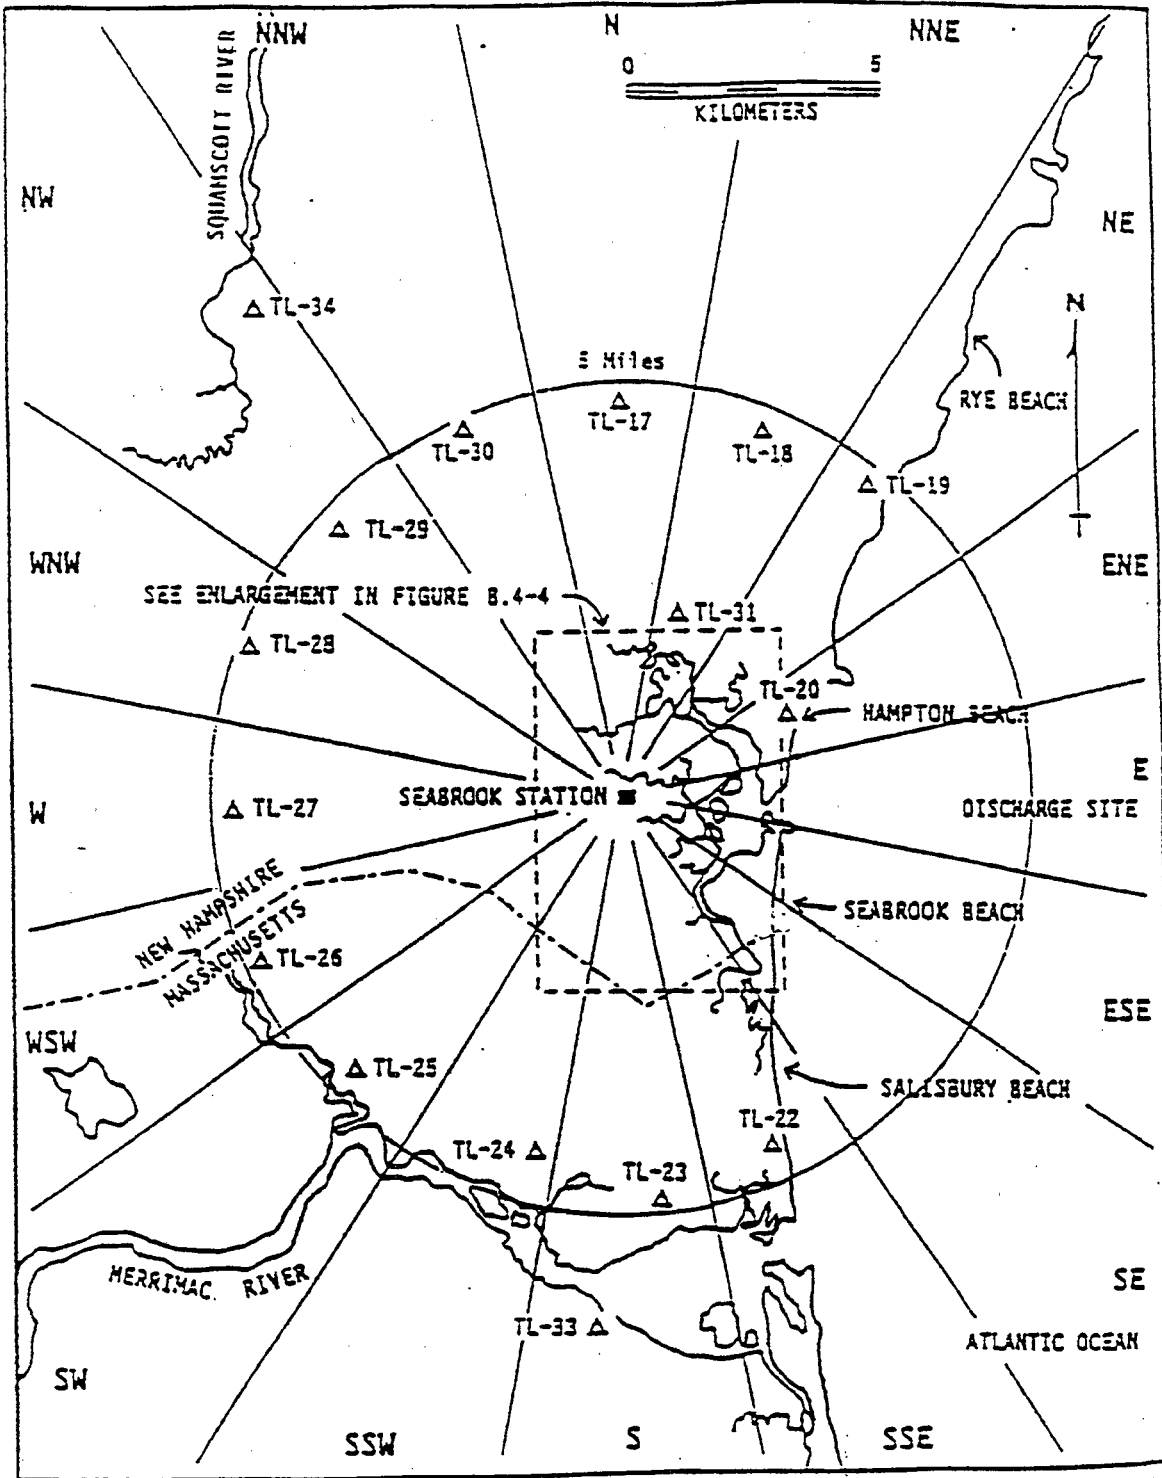 NNW
N
NNE
SQUAMSCOTT RIVER
0 5
KILOMETERS
NW
NE
TL-34
N
5 Miles
RYE BEACH
TL-17
TL-30
TL-18
TL-19
TL-29
WNW
ENE
SEE ENLARGEMENT IN FIGURE B.4-4
TL-31
TL-28
TL-20
HAMPTON BEACH
E
SEABROOK STATION
W
TL-27
DISCHARGE SITE
NEW HAMPSHIRE
MASSACHUSETTS
SEABROOK BEACH
TL-26
ESE
WSW
TL-25
SALISBURY BEACH
TL-22
TL-24
TL-23
MERRIMAC RIVER
SE
TL-33
ATLANTIC OCEAN
SW
SSW
S
SSE